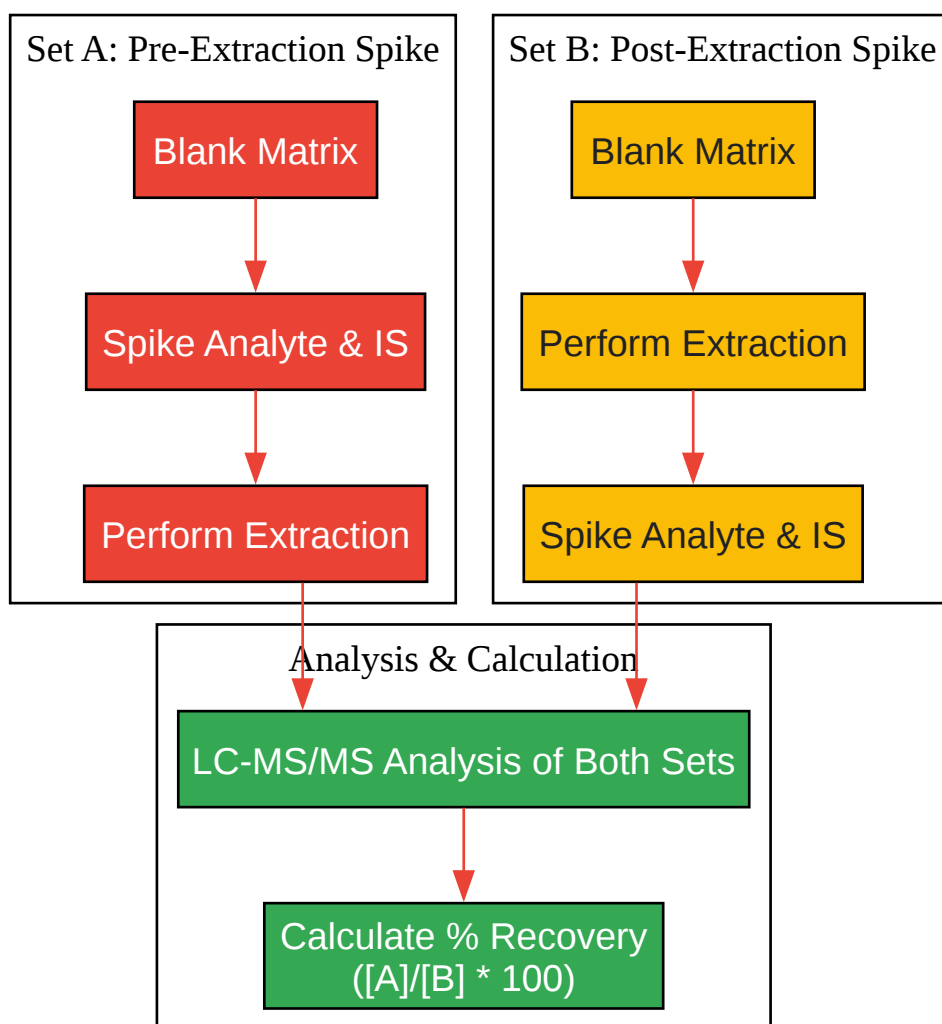 Set A: Pre-Extraction Spike
Blank Matrix
Spike Analyte & IS
Perform Extraction
Set B: Post-Extraction Spike
Blank Matrix
Perform Extraction
Spike Analyte & IS
Analysis & Calculation
LC-MS/MS Analysis of Both Sets
Calculate % Recovery
([A]/[B] * 100)